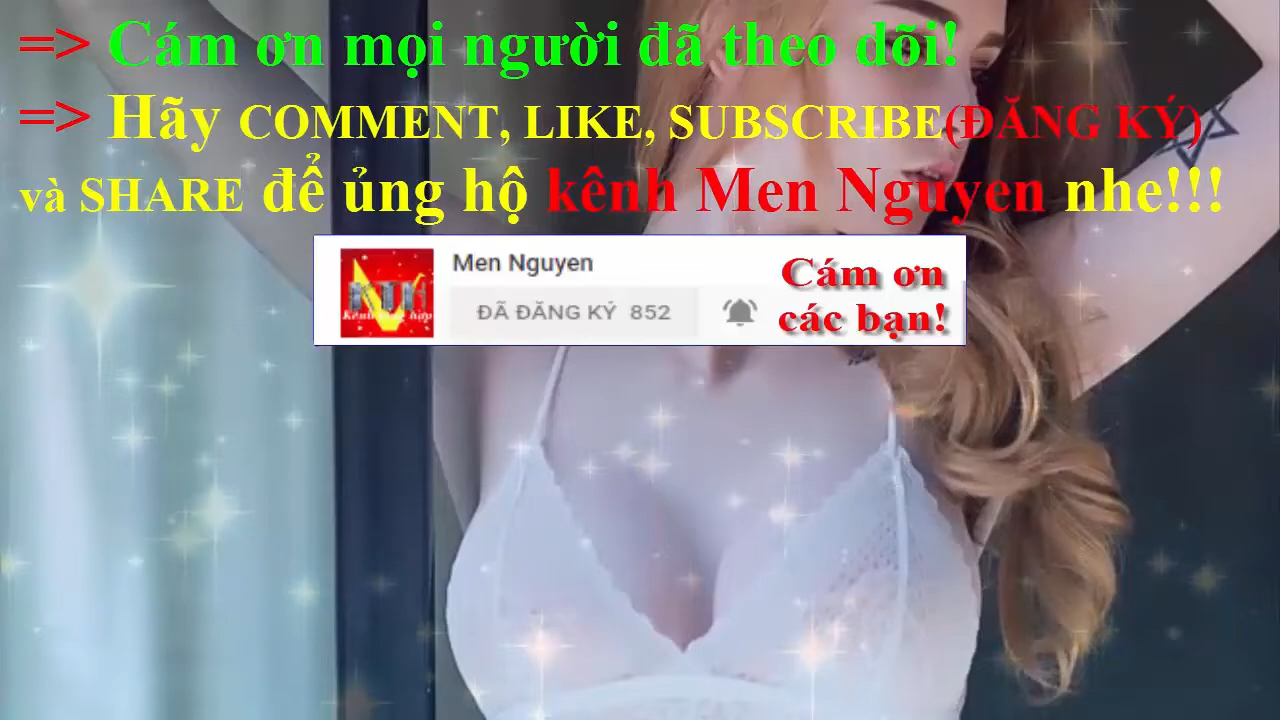 => Cám ơn mọi người đã theo dõi!
=> Hãy COMMENT, LIKE, SUBSCRIBE(ĐĂNG KÝ)
và SHARE để ủng hộ kênh Men Nguyen nhe!!!
Men Nguyen
ĐÃ ĐĂNG KÝ 852
Cám ơn
các bạn!